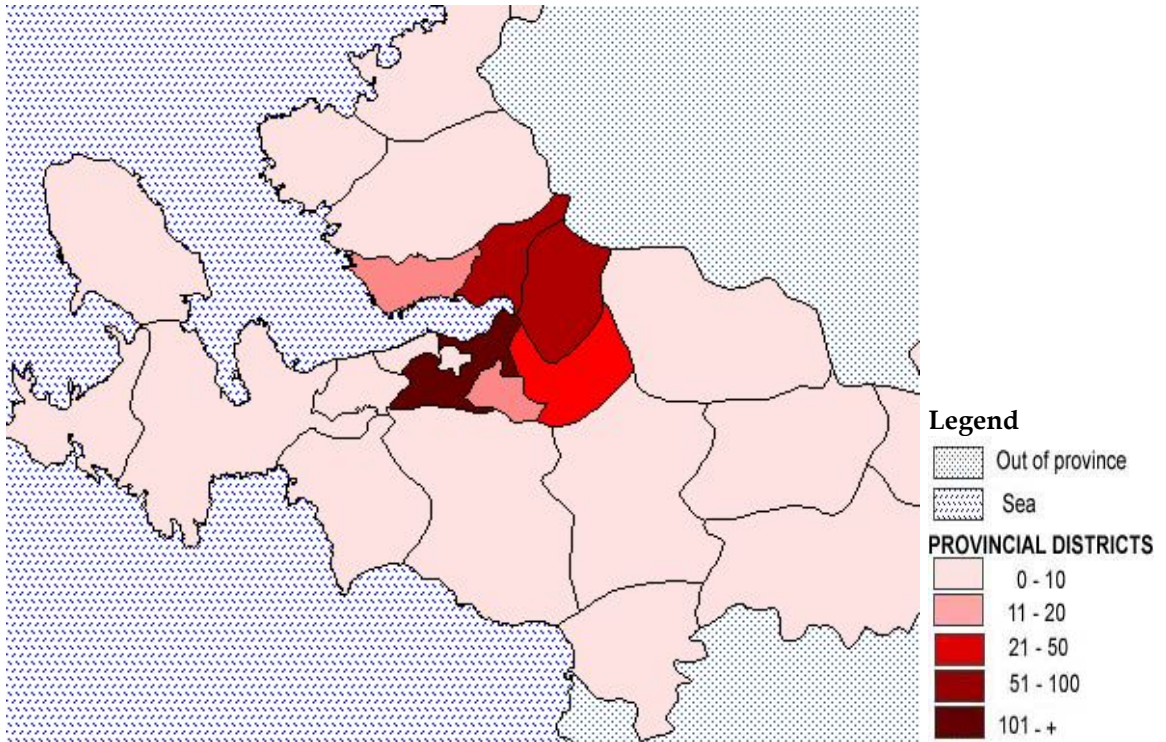 Legend
Out of province
Sea
PROVINCIAL DISTRICTS
0 - 10
11 - 20
21 - 50
51 - 100
101 - +